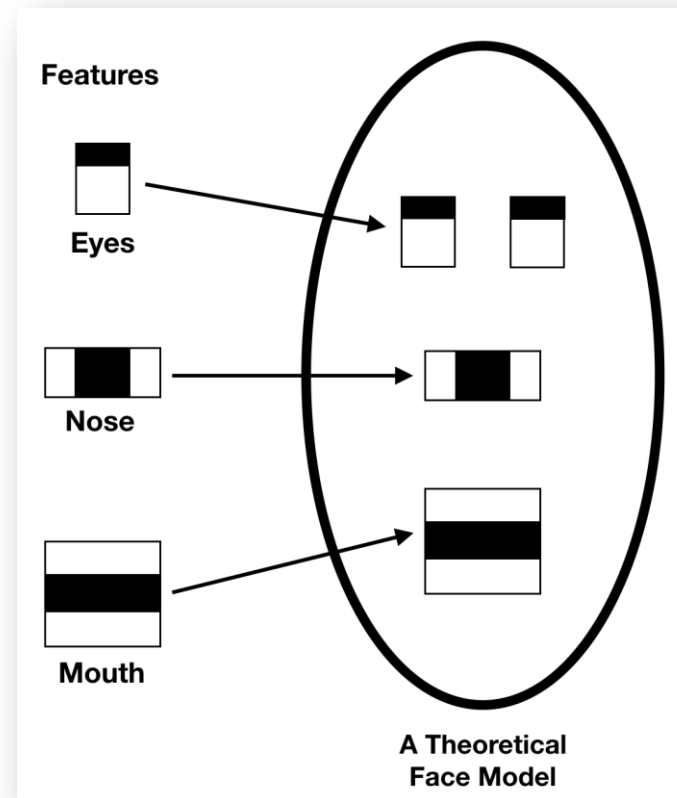 Features
Eyes
Nose
Mouth
A Theoretical
Face Model